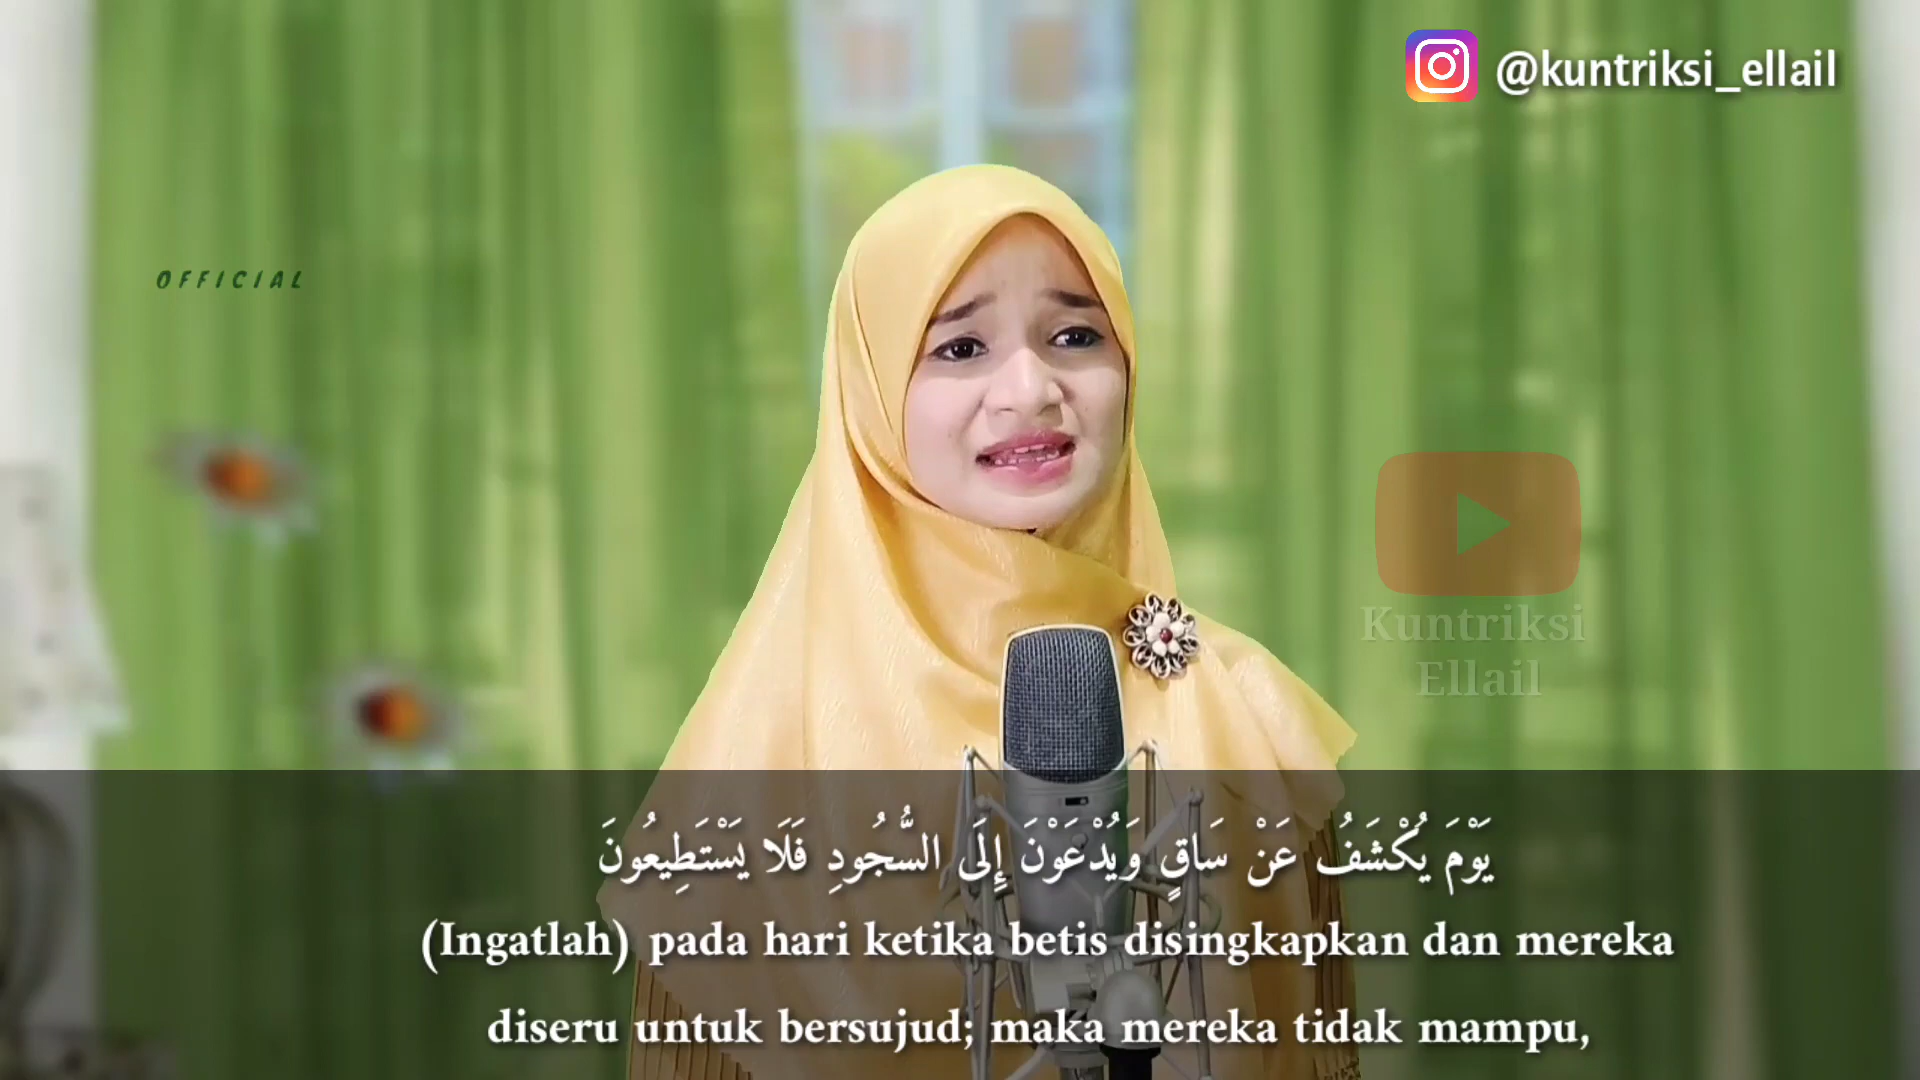 @kuntriksi_ellail
OFFICIAL
Kuntriksi
Ellail
يَوْمَ يُكْشَفُ عَنْ سَاقٍ وَيُدْعَوْنَ إِلَى السُّجُودِ فَلَا يَسْتَطِيعُونَ
(Ingatlah) pada hari ketika betis disingkapkan dan mereka
diseru untuk bersujud; maka mereka tidak mampu,